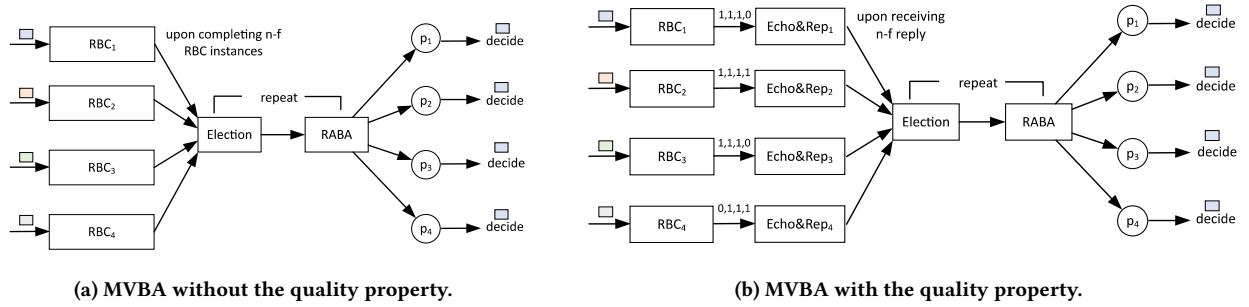 RBC₁
RBC₂
RBC₃
RBC₄
upon completing n-f
RBC instances
Election
repeat
RABA
p₁
p₂
p₃
p₄
decide
decide
decide
decide
(a) MVBA without the quality property.
RBC₁
RBC₂
RBC₃
RBC₄
1,1,1,0
1,1,1,1
1,1,1,0
0,1,1,1
Echo&Rep₁
Echo&Rep₂
Echo&Rep₃
Echo&Rep₄
upon receiving
n-f reply
Election
repeat
RABA
p₁
p₂
p₃
p₄
decide
decide
decide
decide
(b) MVBA with the quality property.